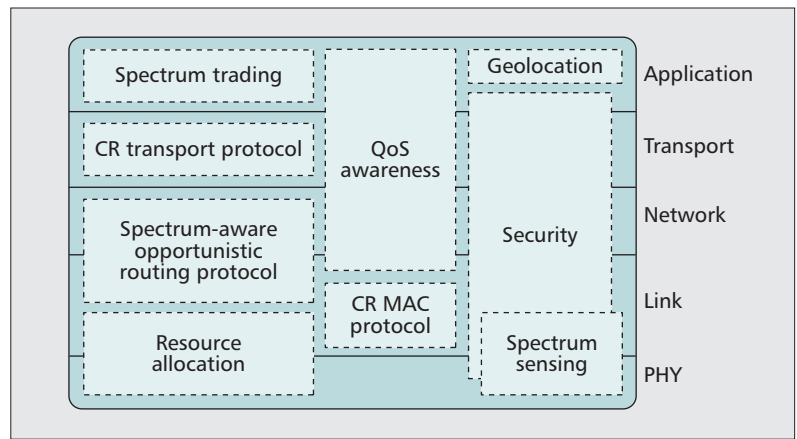 Spectrum trading
CR transport protocol
Spectrum-aware
opportunistic
routing protocol
Resource
allocation
QoS
awareness
CR MAC
protocol
Geolocation
Security
Spectrum
sensing
Application
Transport
Network
Link
PHY